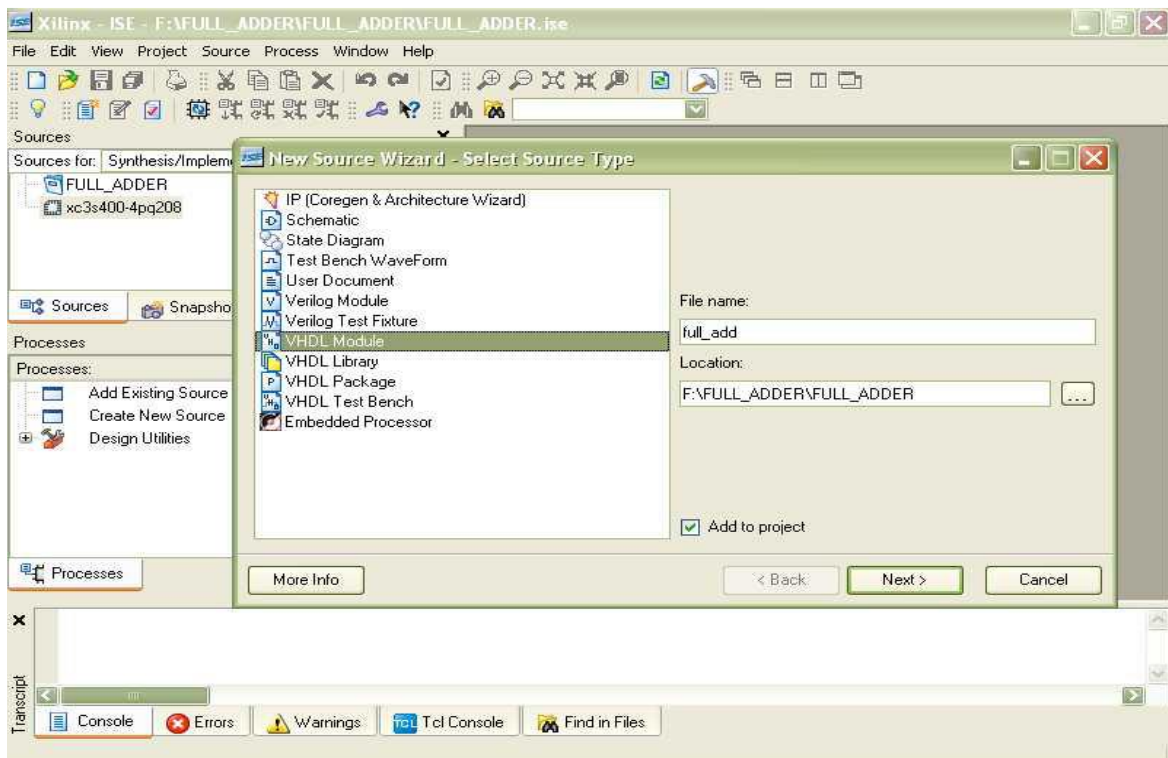 Xilinx - ISE - F:\FULL_ADDER\FULL_ADDER\FULL_ADDER.ise
File Edit View Project Source Process Window Help
Sources
Sources for: Synthesis/Implem
FULL_ADDER
xc3s400-4pq208
Sources Snapsho
Processes
Processes:
Add Existing Source
Create New Source
Design Utilities
Processes
New Source Wizard - Select Source Type
IP (Coregen & Architecture Wizard)
Schematic
State Diagram
Test Bench WaveForm
User Document
Verilog Module
Verilog Test Fixture
VHDL Module
VHDL Library
VHDL Package
VHDL Test Bench
Embedded Processor
File name:
full_add
Location:
F:\FULL_ADDER\FULL_ADDER
...
Add to project
More Info < Back Next > Cancel
Transcript
Console Errors Warnings TCL Tcl Console Find in Files